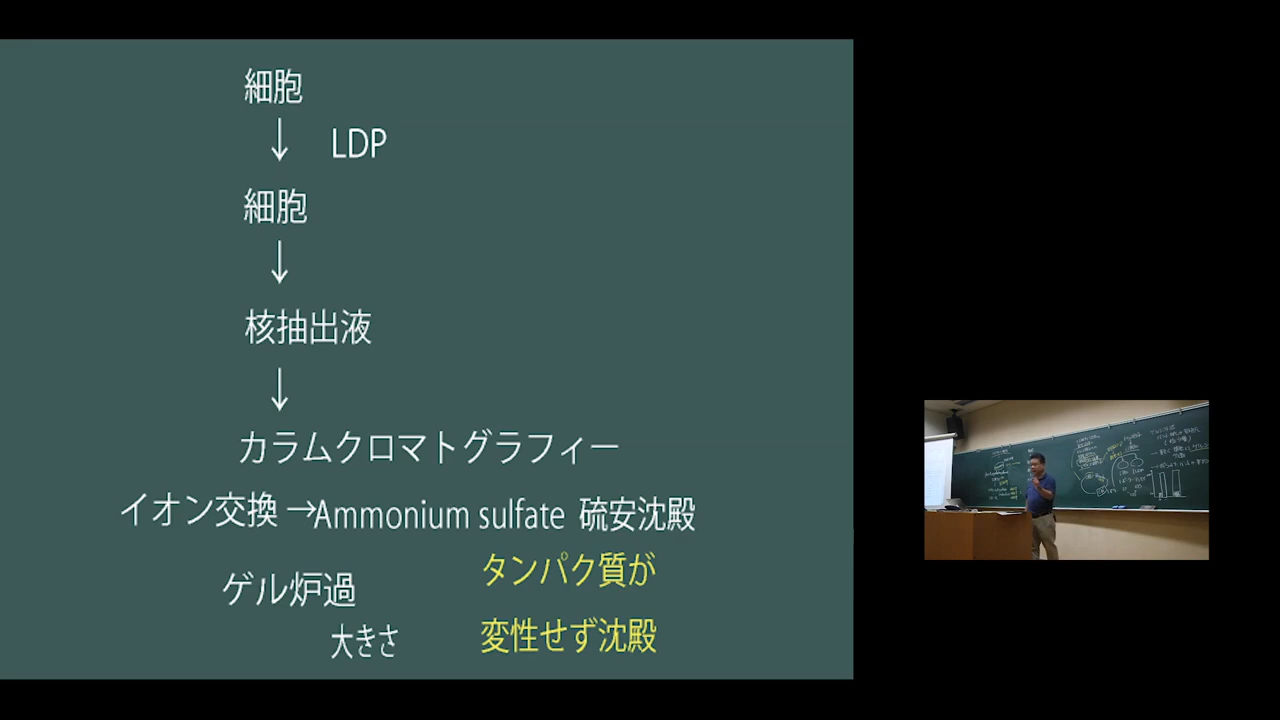 細胞
↓ LDP
細胞
↓
核抽出液
↓
カラムクロマトグラフィー
イオン交換 →Ammonium sulfate 硫安沈殿
タンパク質が
ゲル炉過
変性せず沈殿
大きさ